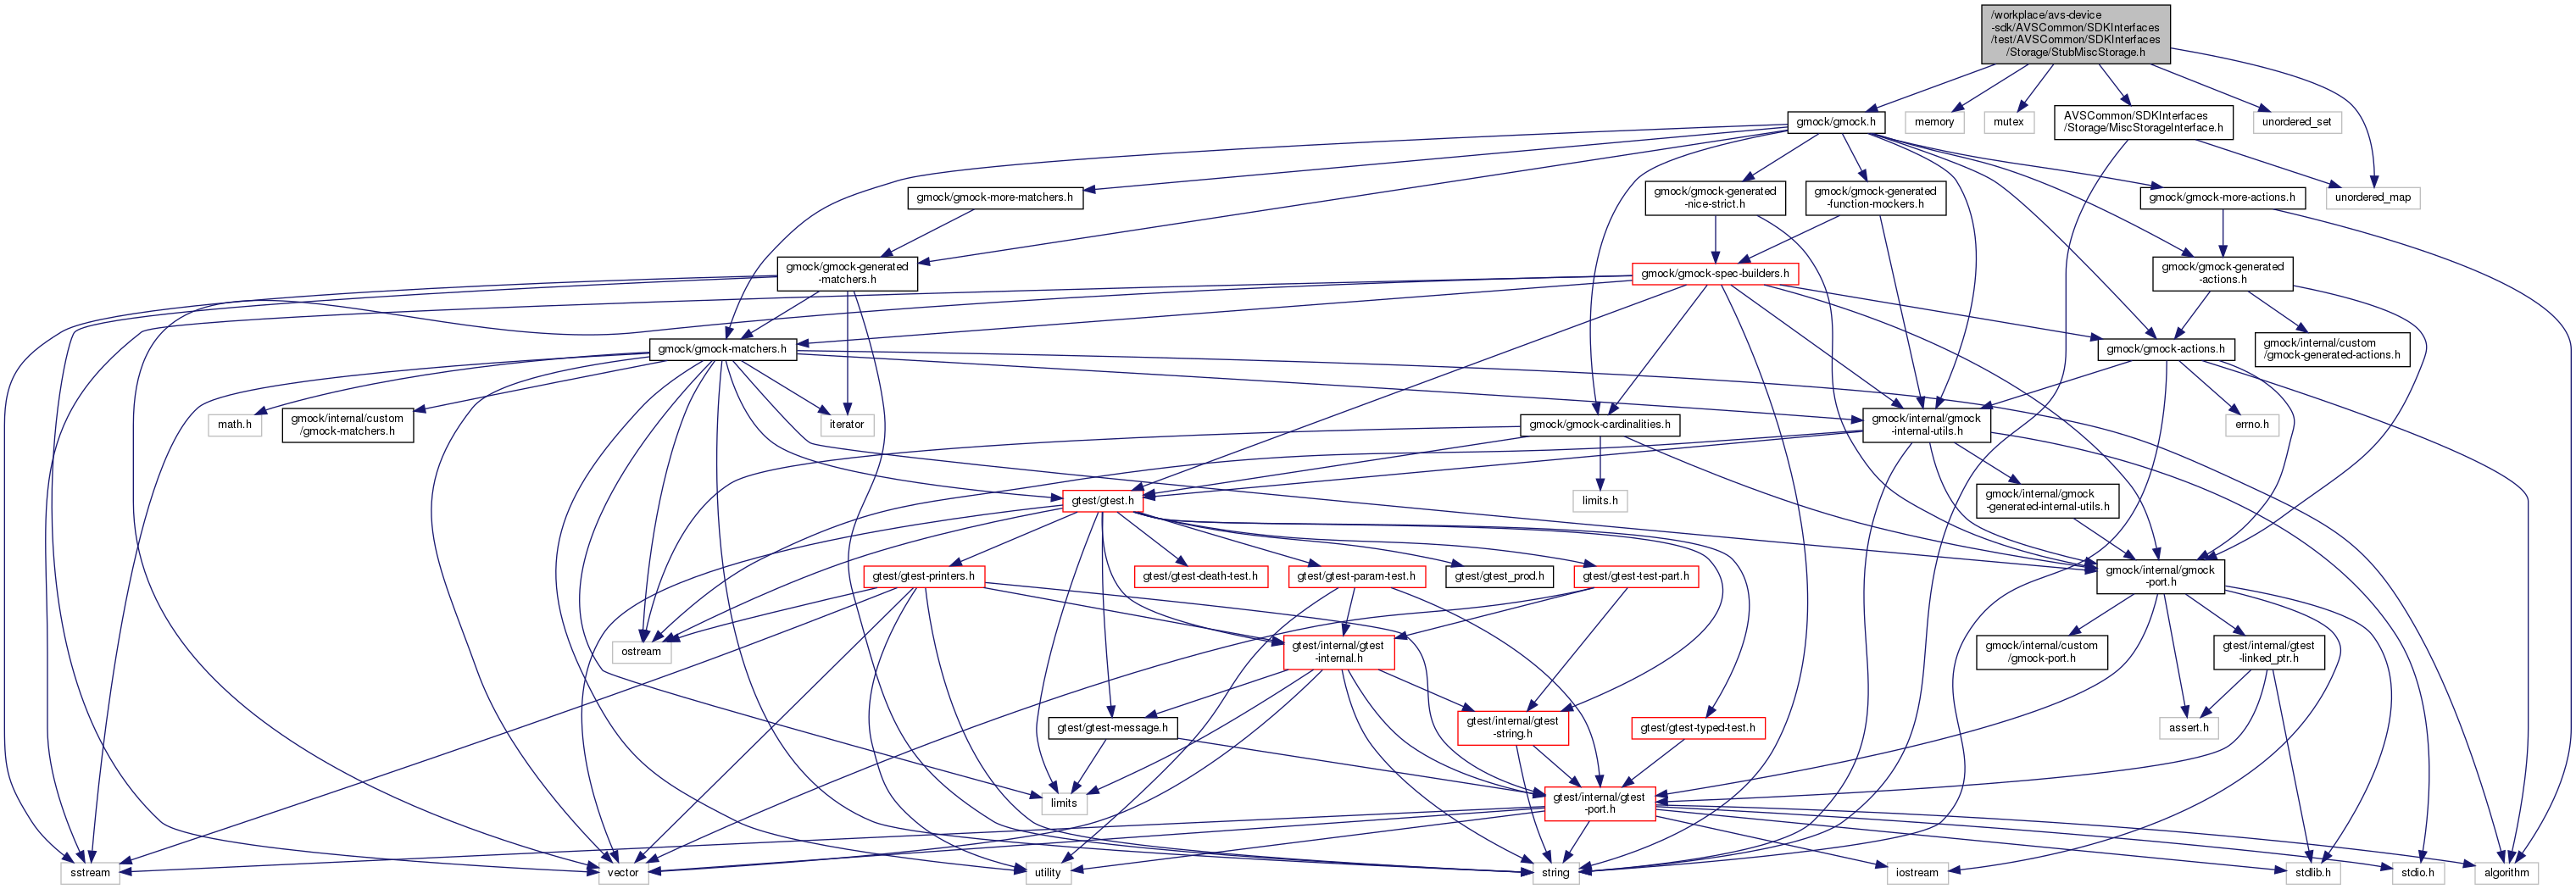 /workplace/avs-device
-sdk/AVSCommon/SDKInterfaces
/test/AVSCommon/SDKInterfaces
/Storage/StubMiscStorage.h
gmock/gmock.h
memory
mutex
AVSCommon/SDKInterfaces
/Storage/MiscStorageInterface.h
unordered_set
gmock/gmock-more-matchers.h
gmock/gmock-generated
-nice-strict.h
gmock/gmock-generated
-function-mockers.h
gmock/gmock-more-actions.h
unordered_map
gmock/gmock-generated
-matchers.h
gmock/gmock-spec-builders.h
gmock/gmock-generated
-actions.h
gmock/gmock-matchers.h
gmock/gmock-actions.h
gmock/internal/custom
/gmock-generated-actions.h
math.h
gmock/internal/custom
/gmock-matchers.h
iterator
gmock/gmock-cardinalities.h
gmock/internal/gmock
-internal-utils.h
errno.h
gtest/gtest.h
limits.h
gmock/internal/gmock
-generated-internal-utils.h
gtest/gtest-printers.h
gtest/gtest-death-test.h
gtest/gtest-param-test.h
gtest/gtest_prod.h
gtest/gtest-test-part.h
gmock/internal/gmock
-port.h
ostream
gtest/internal/gtest
-internal.h
gmock/internal/custom
/gmock-port.h
gtest/internal/gtest
-linked_ptr.h
gtest/gtest-message.h
gtest/internal/gtest
-string.h
gtest/gtest-typed-test.h
assert.h
limits
gtest/internal/gtest
-port.h
sstream
vector
utility
string
iostream
stdlib.h
stdio.h
algorithm